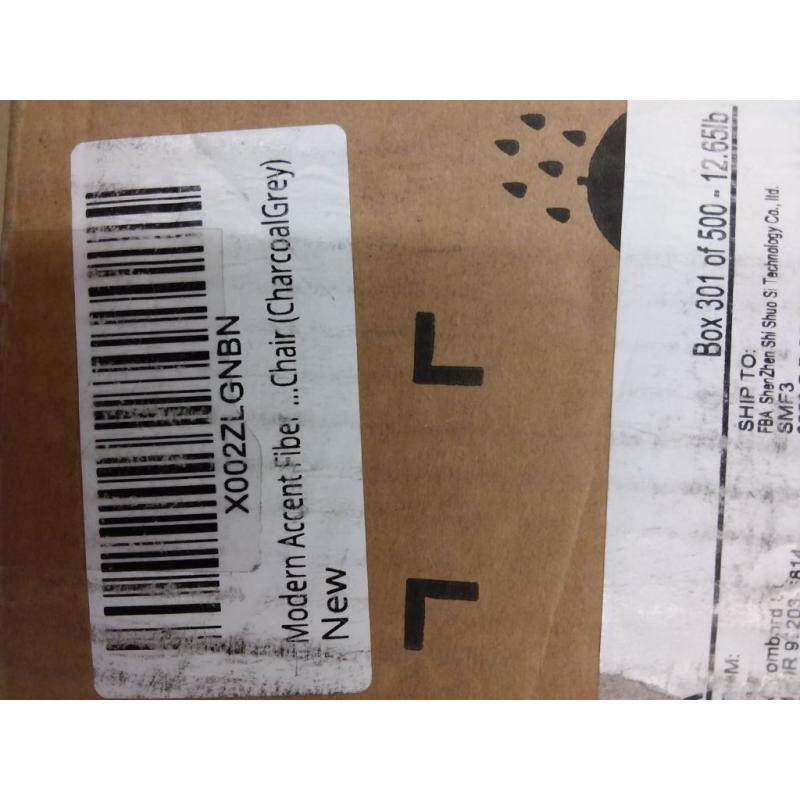 X002ZLGNBN
Modern Accent Fiber ...Chair (CharcoalGrey)
New
Box 301 of 500 - 12.65lb
SHIP TO:
FBA: ShenZhen Shi Shuo Si Technology Co., ltd.
SMF3